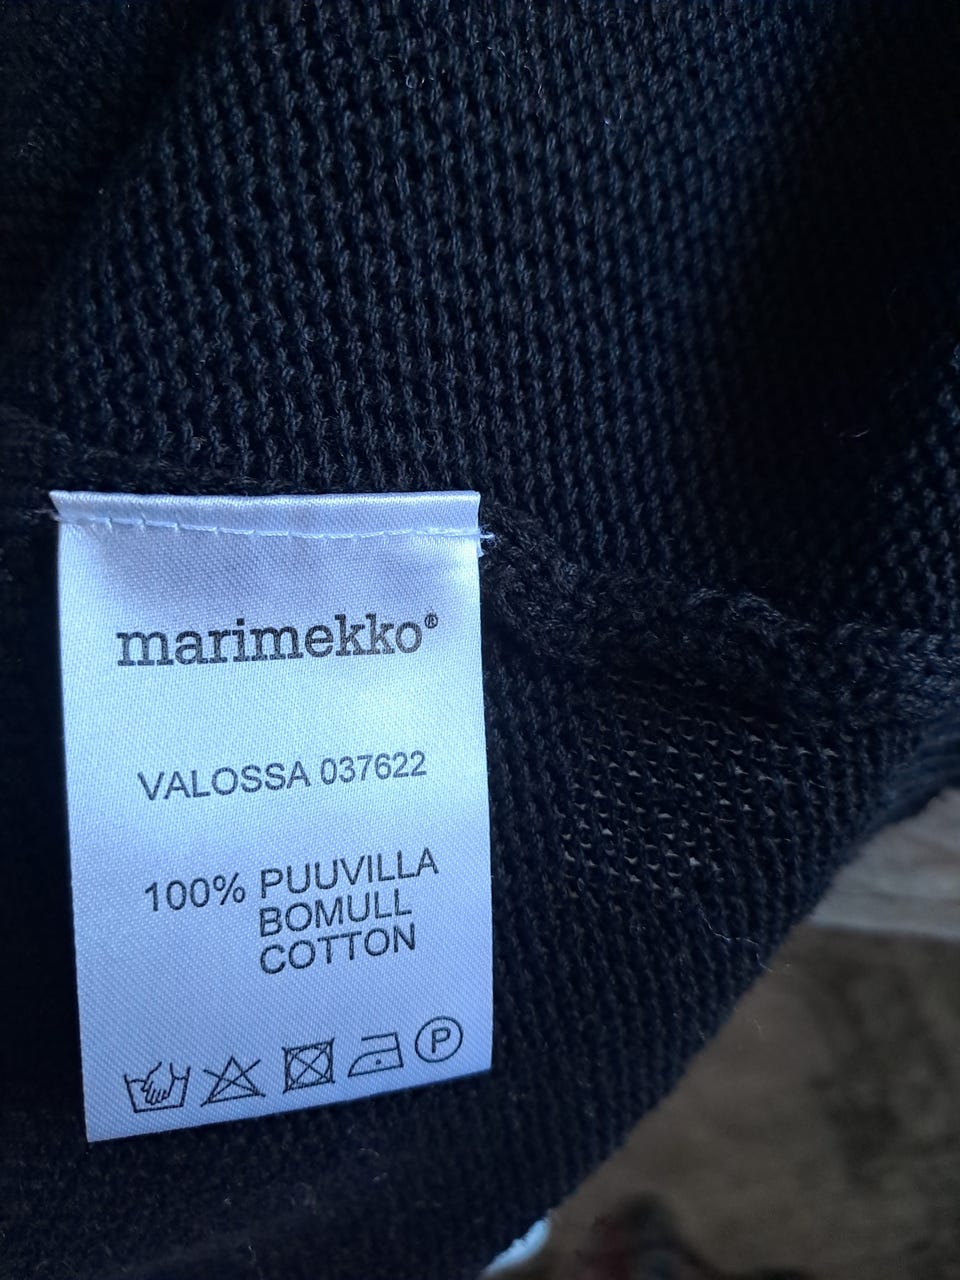 marimekko®
VALOSSA 037622
100% PUUVILLA
BOMULL
COTTON
P